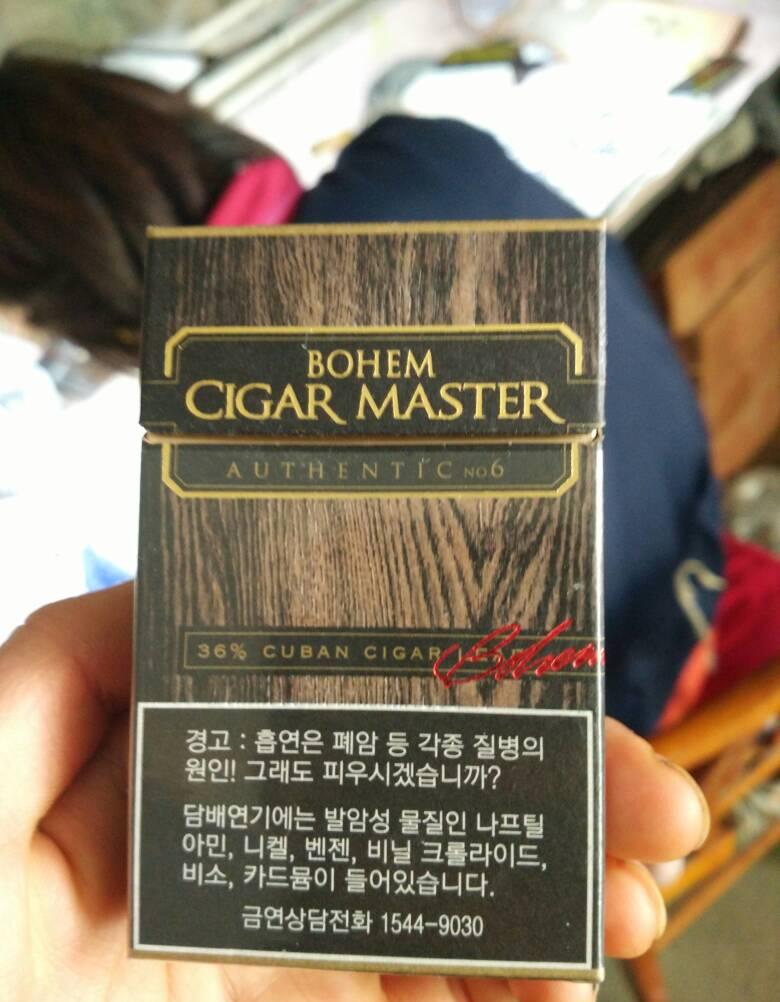 BOHEM
CIGAR MASTER
AUTHENTIC NO6
36% CUBAN CIGAR
Bohem
경고 : 흡연은 폐암 등 각종 질병의
원인! 그래도 피우시겠습니까?
담배연기에는 발암성 물질인 나프틸
아민, 니켈, 벤젠, 비닐 크롤라이드,
비소, 카드뮴이 들어있습니다.
금연상담전화 1544-9030